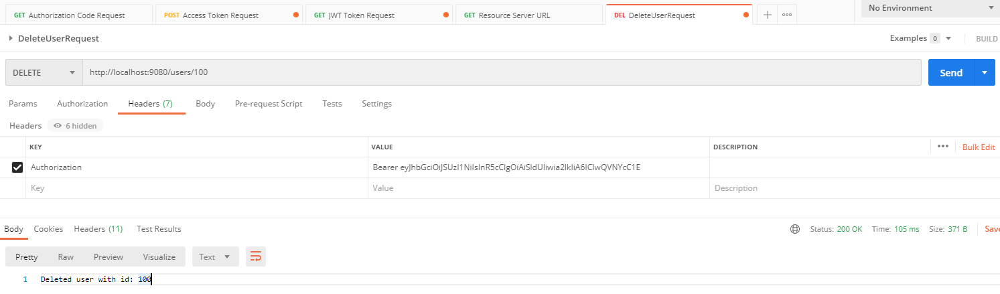 GET Authorization Code Request POST Access Token Request GET JWT Token Request GET Resource Server URL DEL DeleteUserRequest No Environment
DeleteUserRequest Examples 0 BUILD
DELETE http://localhost:9080/users/100 Send
Params Authorization Headers (7) Body Pre-request Script Tests Settings
Headers 6 hidden
KEY VALUE DESCRIPTION Bulk Edit
Authorization Bearer eyJhbGciOiJSUzI1NiIsInR5cCIgOiAiSldUIiwia2lkIiA6ICIwQVNYcC1E
Key Value Description
Body Cookies Headers (11) Test Results Status: 200 OK Time: 105 ms Size: 371 B Save
Pretty Raw Preview Visualize Text
1 Deleted user with id: 100